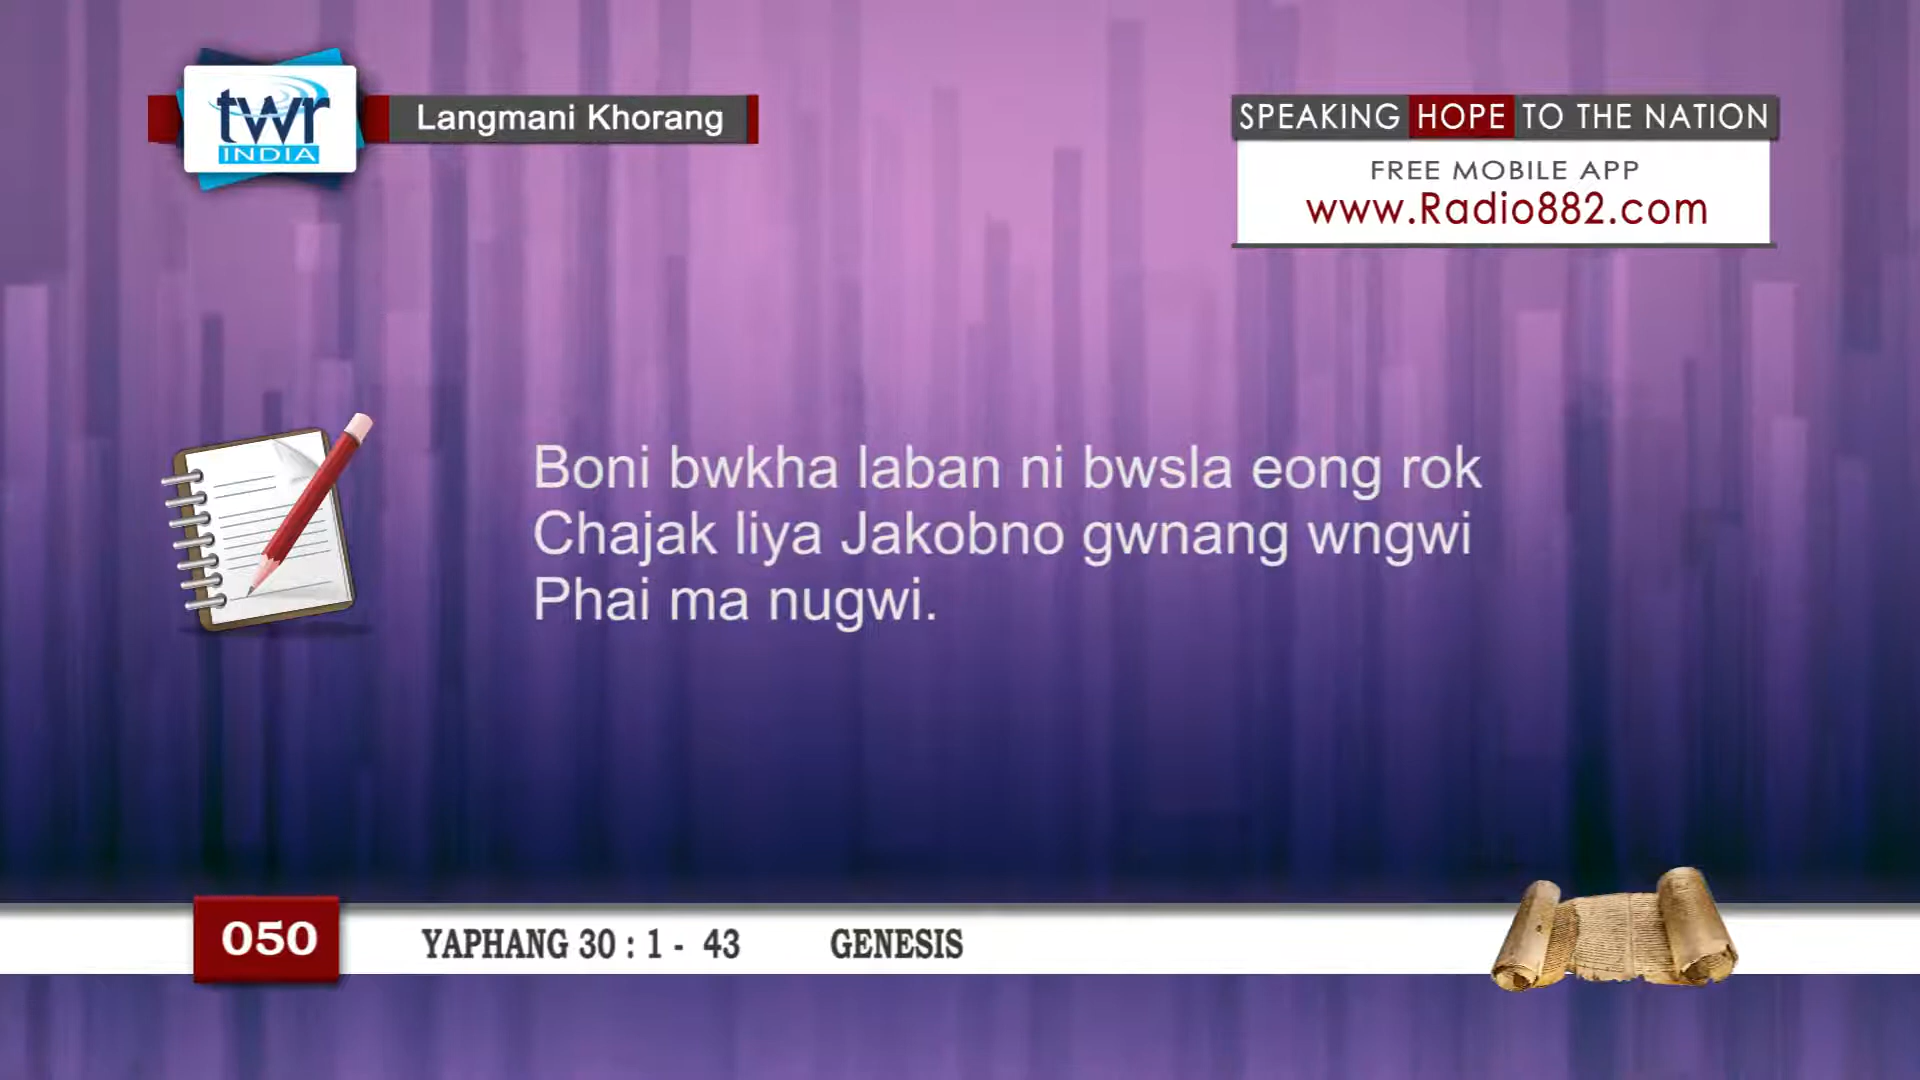 twr
INDIA
Langmani Khorang
SPEAKING HOPE TO THE NATION
FREE MOBILE APP
www.Radio882.com
Boni bwkha laban ni bwsla eong rok
Chajak liya Jakobno gwnang wngwi
Phai ma nugwi.
050
YAPHANG 30 : 1 - 43 GENESIS